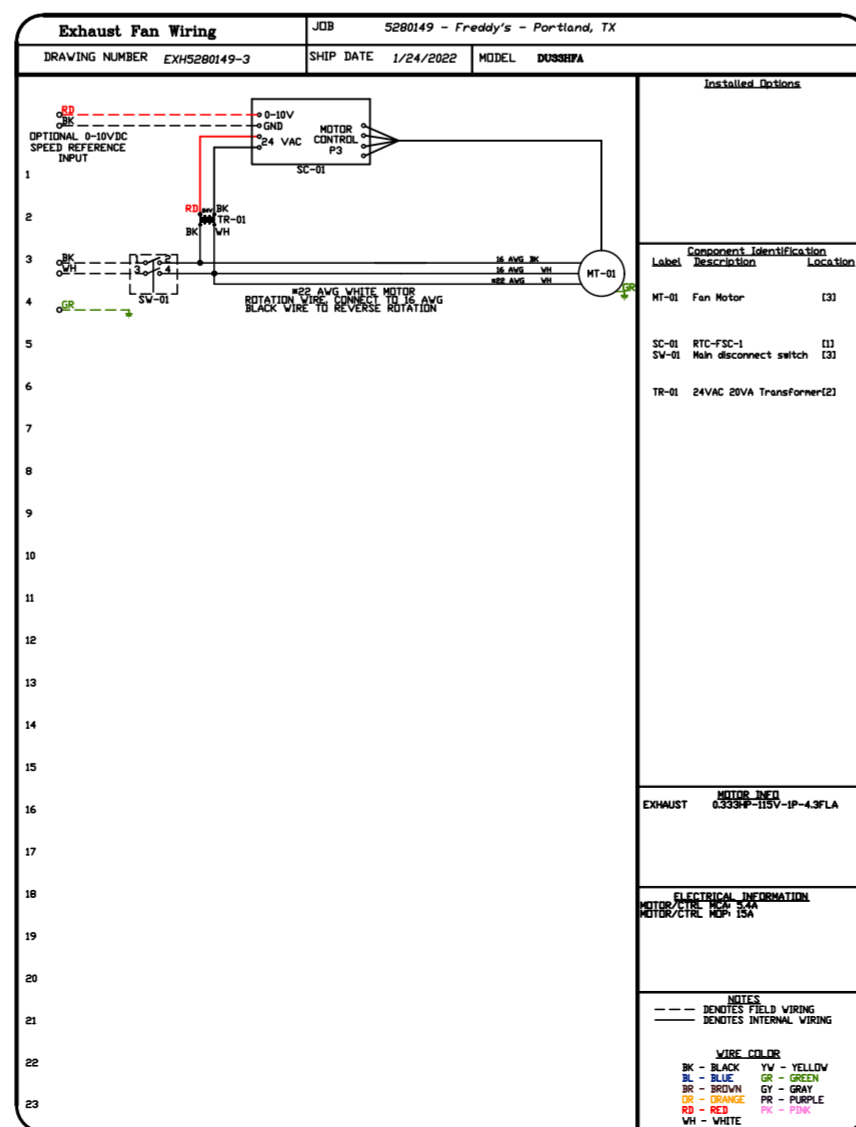 Exhaust Fan Wiring
JOB 5280149 - Freddy's - Portland, TX
DRAWING NUMBER EXH5280149-3
SHIP DATE 1/24/2022
MODEL DU33HFA
Installed Options
RD
BK
OPTIONAL 0-10VDC
SPEED REFERENCE
INPUT
0-10V
GND
24 VAC
MOTOR
CONTROL
P3
SC-01
1
RD BK
2
TR-01
BK WH
3
BK
WH
1 2
3 4
SW-01
16 AWG BK
16 AWG WH
*22 AWG WH
MT-01
GR
4
GR
*22 AWG WHITE MOTOR
ROTATION WIRE. CONNECT TO 16 AWG
BLACK WIRE TO REVERSE ROTATION
5
6
7
8
9
10
11
12
13
14
15
16
17
18
19
20
21
22
23
Component Identification
Label Description Location
MT-01 Fan Motor [3]
SC-01 RTC-FSC-1 [1]
SW-01 Main disconnect switch [3]
TR-01 24VAC 20VA Transformer[2]
MOTOR INFO
EXHAUST 0.333HP-115V-1P-4.3FLA
ELECTRICAL INFORMATION
MOTOR/CTRL MCA: 5.4A
MOTOR/CTRL MOP: 15A
NOTES
DENOTES FIELD WIRING
DENOTES INTERNAL WIRING
WIRE COLOR
BK - BLACK YW - YELLOW
BL - BLUE GR - GREEN
BR - BROWN GY - GRAY
OR - ORANGE PR - PURPLE
RD - RED PK - PINK
WH - WHITE